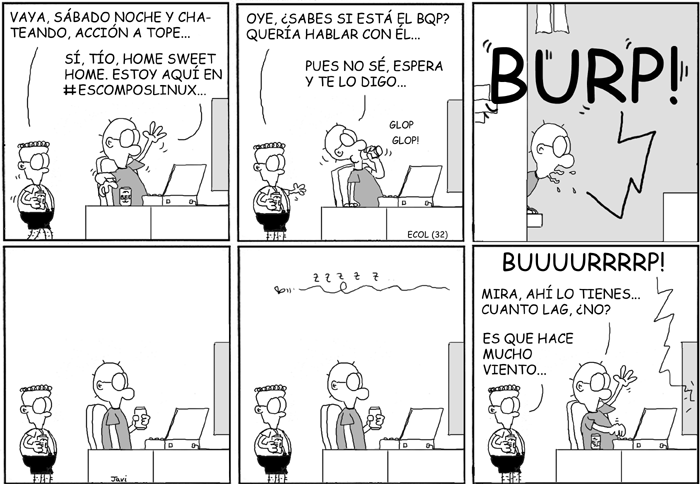 VAYA, SÁBADO NOCHE Y CHA-
TEANDO, ACCIÓN A TOPE...
SÍ, TÍO, HOME SWEET
HOME. ESTOY AQUÍ EN
#ESCOMPOSLINUX...
OYE, ¿SABES SI ESTÁ EL BQP?
QUERÍA HABLAR CON ÉL...
PUES NO SÉ, ESPERA
Y TE LO DIGO...
GLOP
GLOP!
ECOL (32)
BURP!
Javi
Z Z Z Z Z
BUUUURRRRP!
MIRA, AHÍ LO TIENES...
CUANTO LAG, ¿NO?
ES QUE HACE
MUCHO
VIENTO...